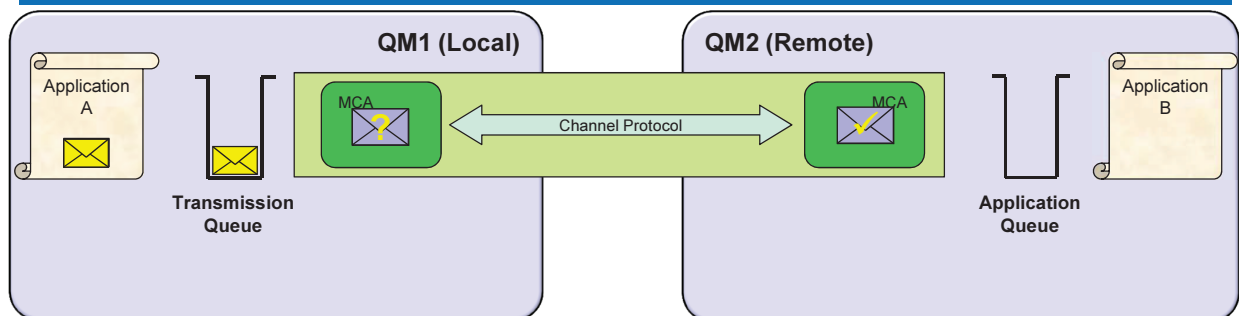 QM1 (Local)
QM2 (Remote)
Application
A
MCA
?
Channel Protocol
MCA
Application
B
Transmission
Queue
Application
Queue